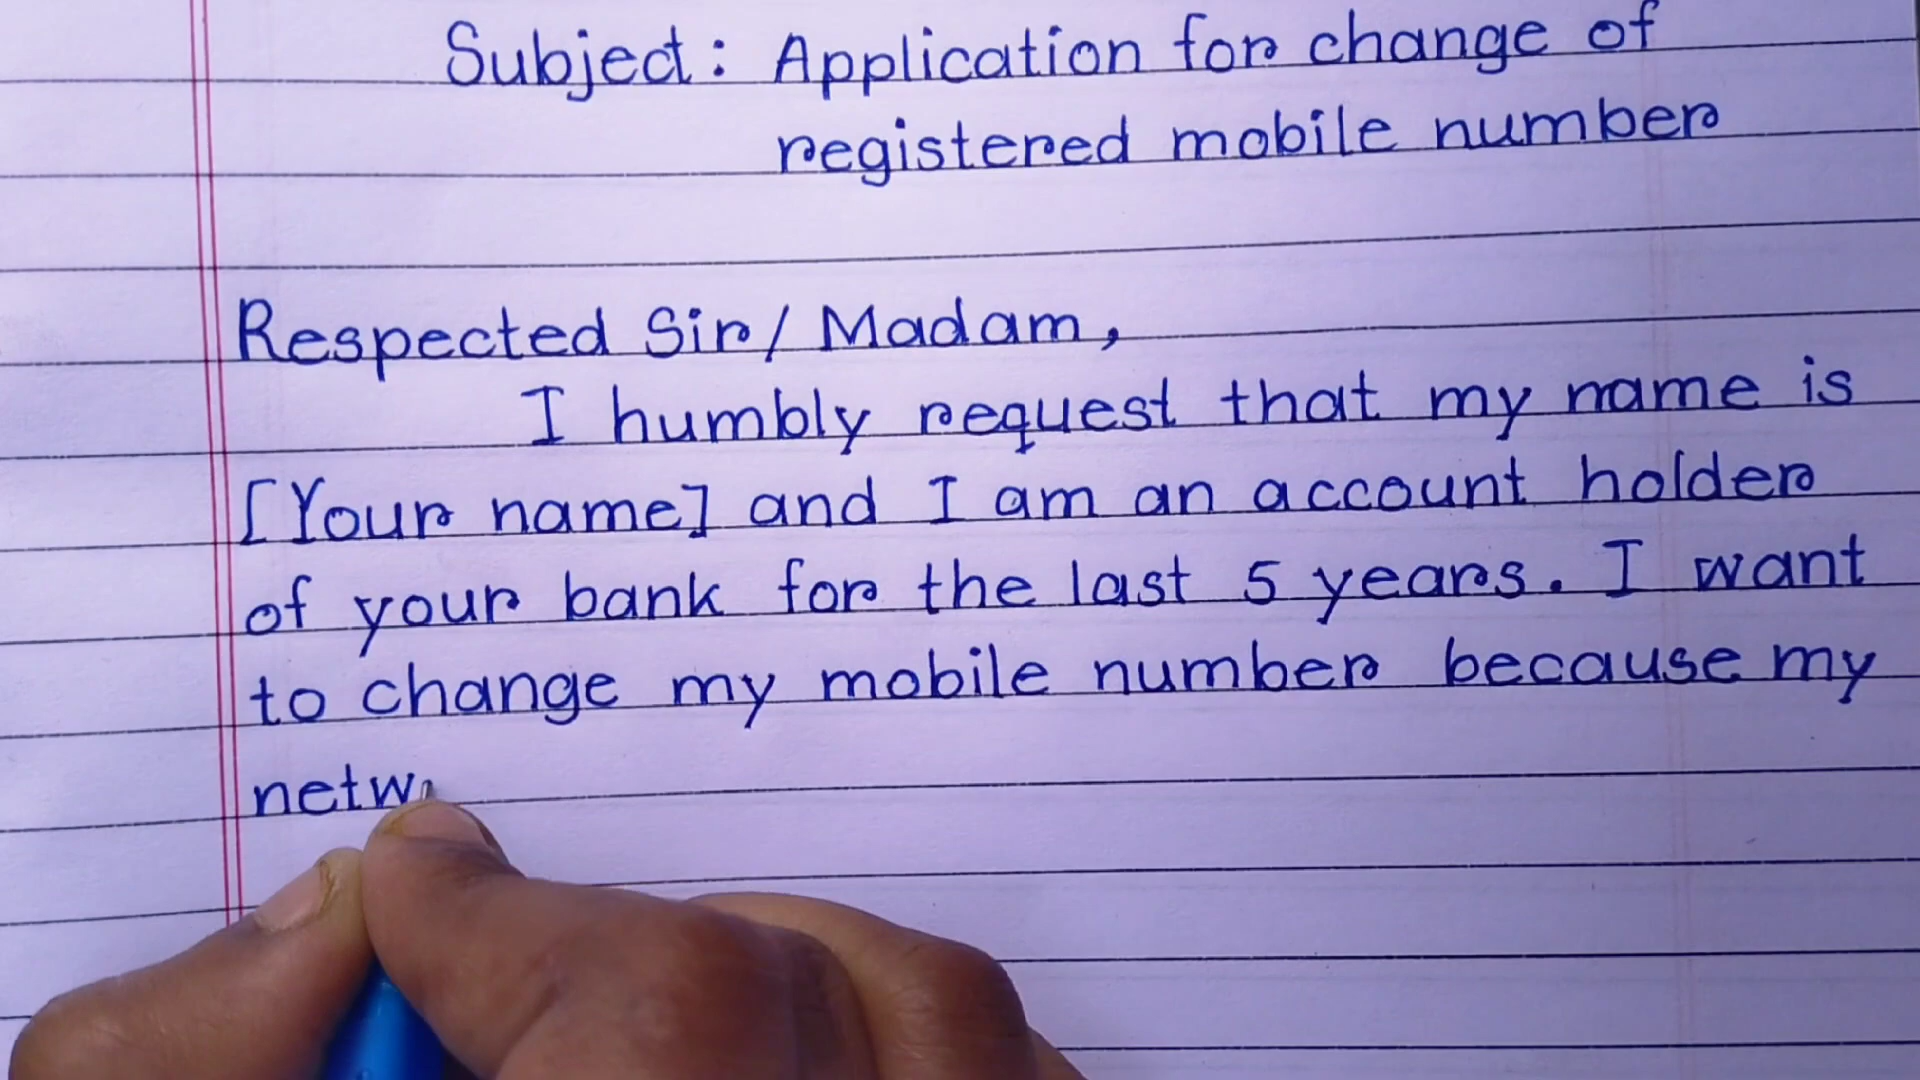 Subject: Application for change of
registered mobile number
Respected Sir/Madam,
I humbly request that my name is
[Your name] and I am an account holder
of your bank for the last 5 years. I want
to change my mobile number because my
netwo